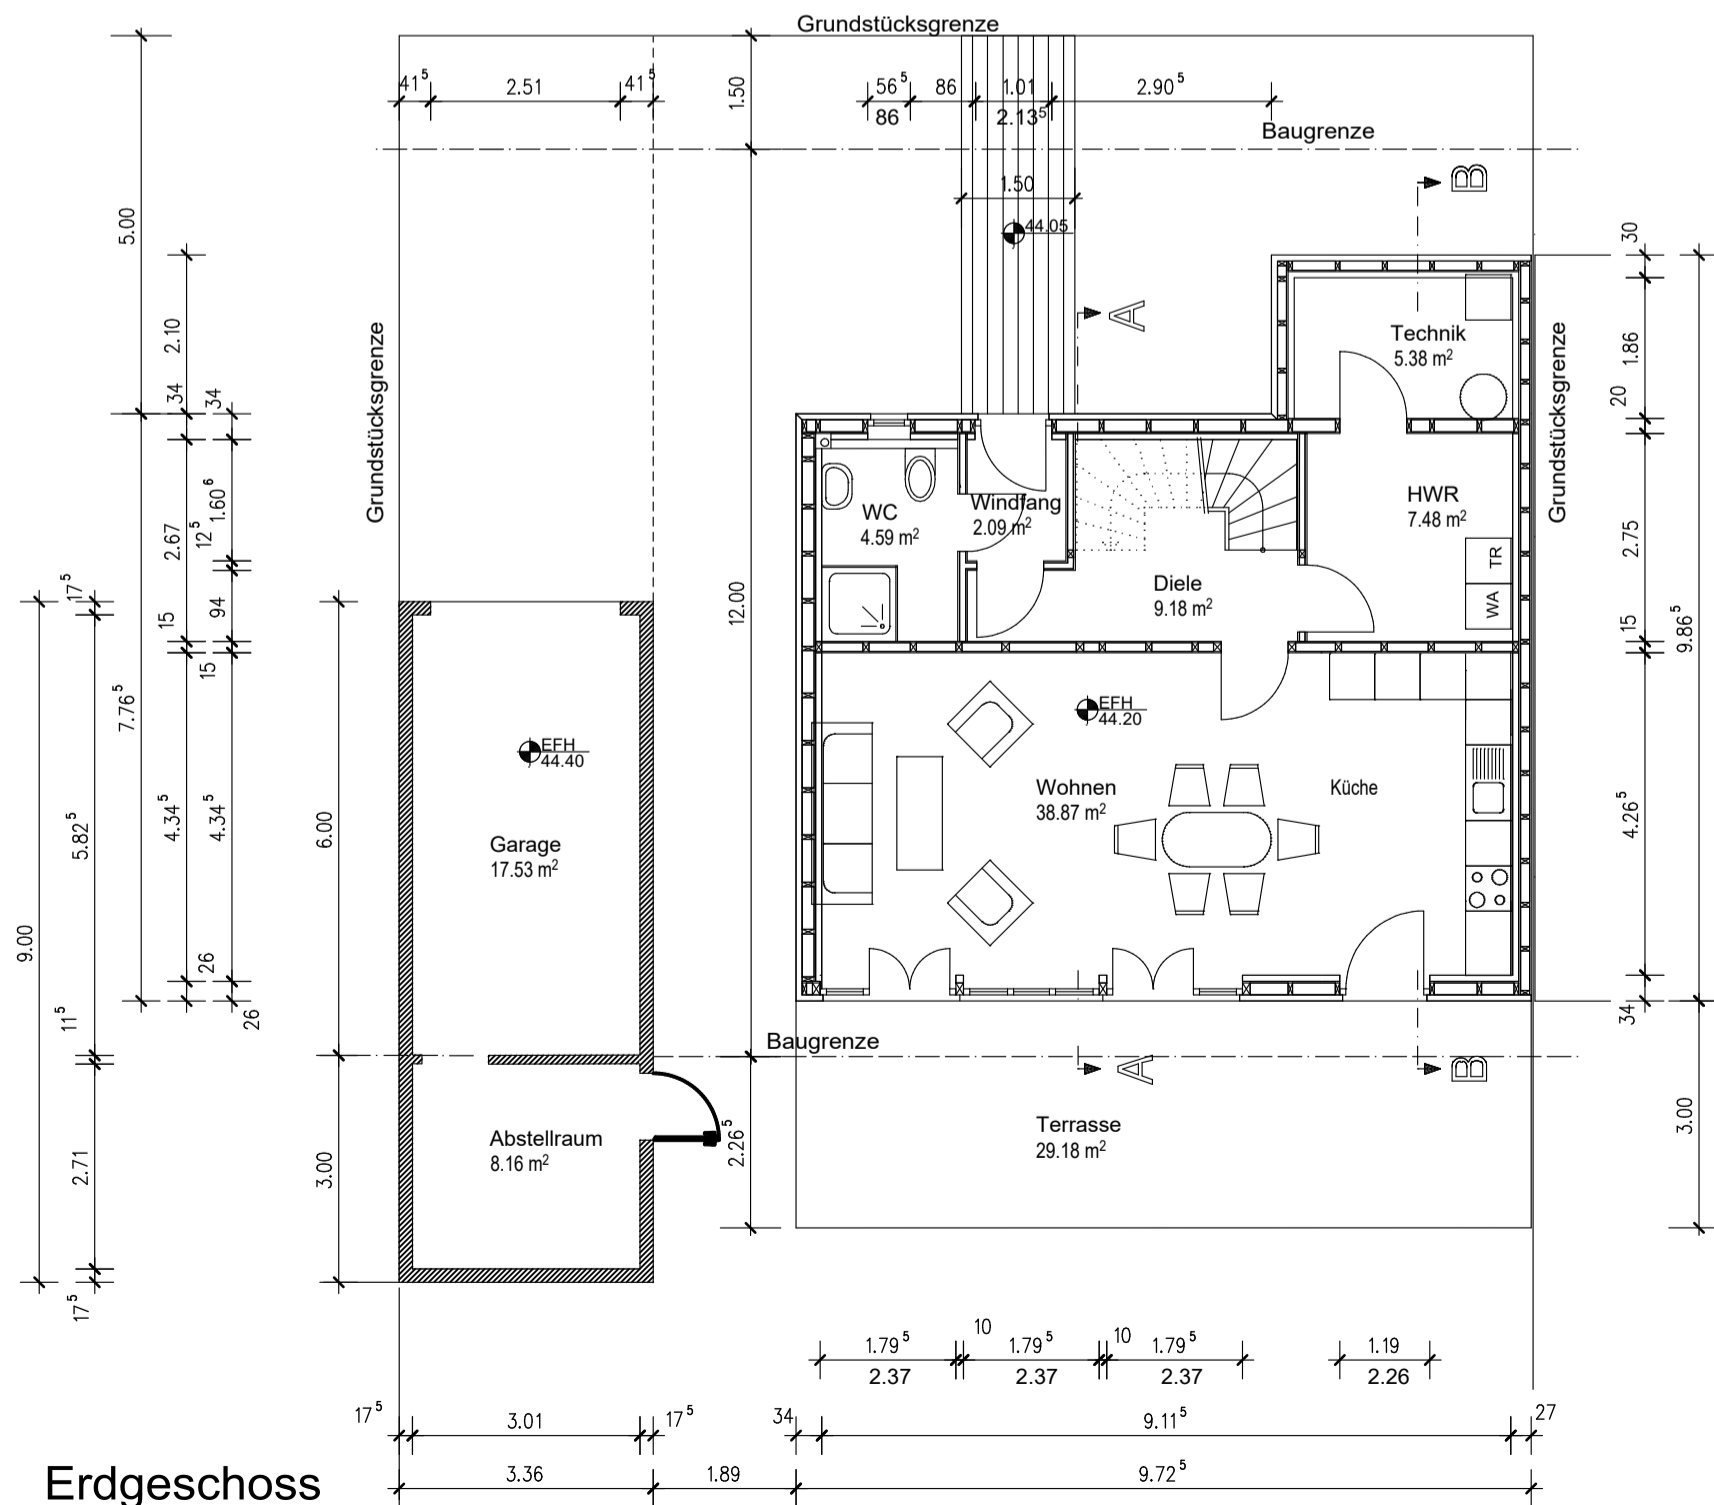 Grundstücksgrenze
41⁵
2.51
41⁵
1.50
56⁵
86
1.01
2.90⁵
86
2.13⁵
Baugrenze
B
1.50
44.05
5.00
30
A
2.10
Grundstücksgrenze
Technik
5.38 m²
1.86
Grundstücksgrenze
34
34
20
1.60⁶
12⁵
2.67
WC
4.59 m²
Windfang
2.09 m²
HWR
7.48 m²
2.75
TR
WA
Diele
9.18 m²
17⁵
15
94
12.00
15
9.86⁵
15
7.76⁵
EFH
44.20
EFH
44.40
Wohnen
38.87 m²
Küche
5.82⁵
4.34⁵
4.34⁵
6.00
4.26⁵
Garage
17.53 m²
9.00
26
11⁵
26
34
Baugrenze
A
B
Terrasse
29.18 m²
2.26⁵
3.00
Abstellraum
8.16 m²
2.71
3.00
17⁵
1.79⁵
10
1.79⁵
10
1.79⁵
1.19
2.37
2.37
2.37
2.26
17⁵
3.01
17⁵
34
9.11⁵
27
3.36
1.89
9.72⁵
Erdgeschoss